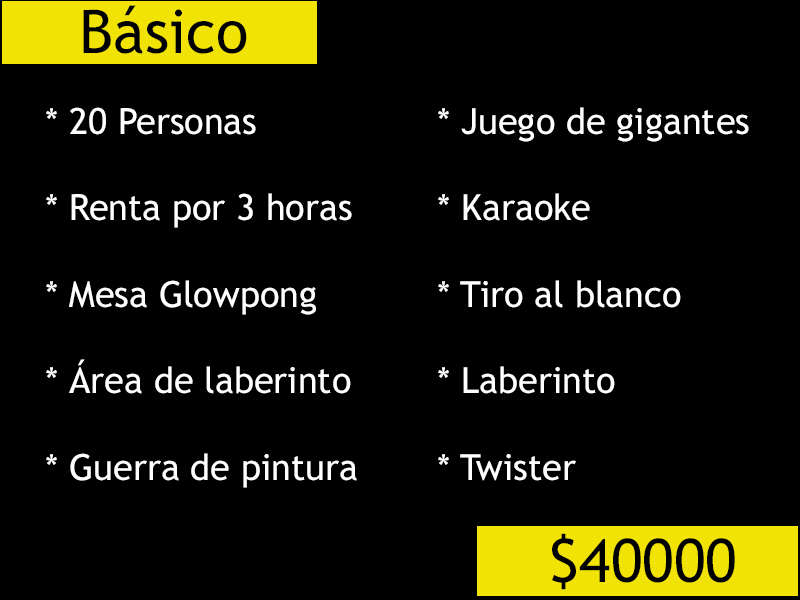 Básico
* 20 Personas
* Renta por 3 horas
* Mesa Glowpong
* Área de laberinto
* Guerra de pintura
* Juego de gigantes
* Karaoke
* Tiro al blanco
* Laberinto
* Twister
$40000